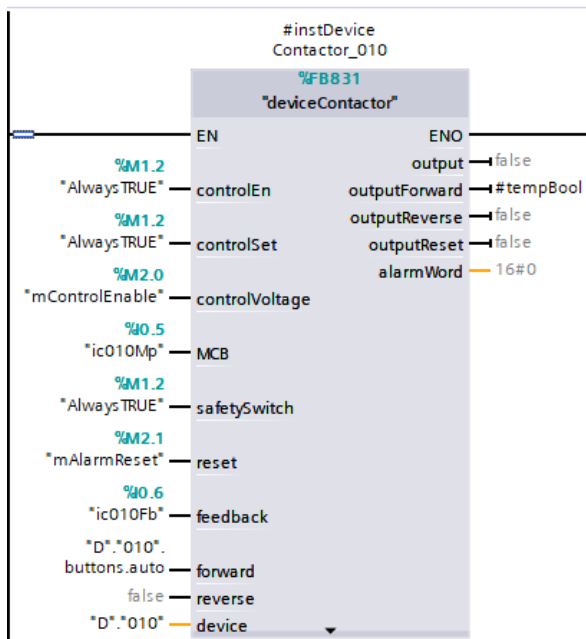 #instDevice
Contactor_010
%FB831
"deviceContactor"
EN ENO
output false
%M1.2
"AlwaysTRUE" controlEn outputForward #tempBool
outputReverse false
%M1.2
"AlwaysTRUE" controlSet outputReset false
alarmWord 16#0
%M2.0
"mControlEnable" controlVoltage
%I0.5
"ic010Mp" MCB
%M1.2
"AlwaysTRUE" safetySwitch
%M2.1
"mAlarmReset" reset
%I0.6
"ic010Fb" feedback
"D"."010".
buttons.auto forward
false reverse
"D"."010" device